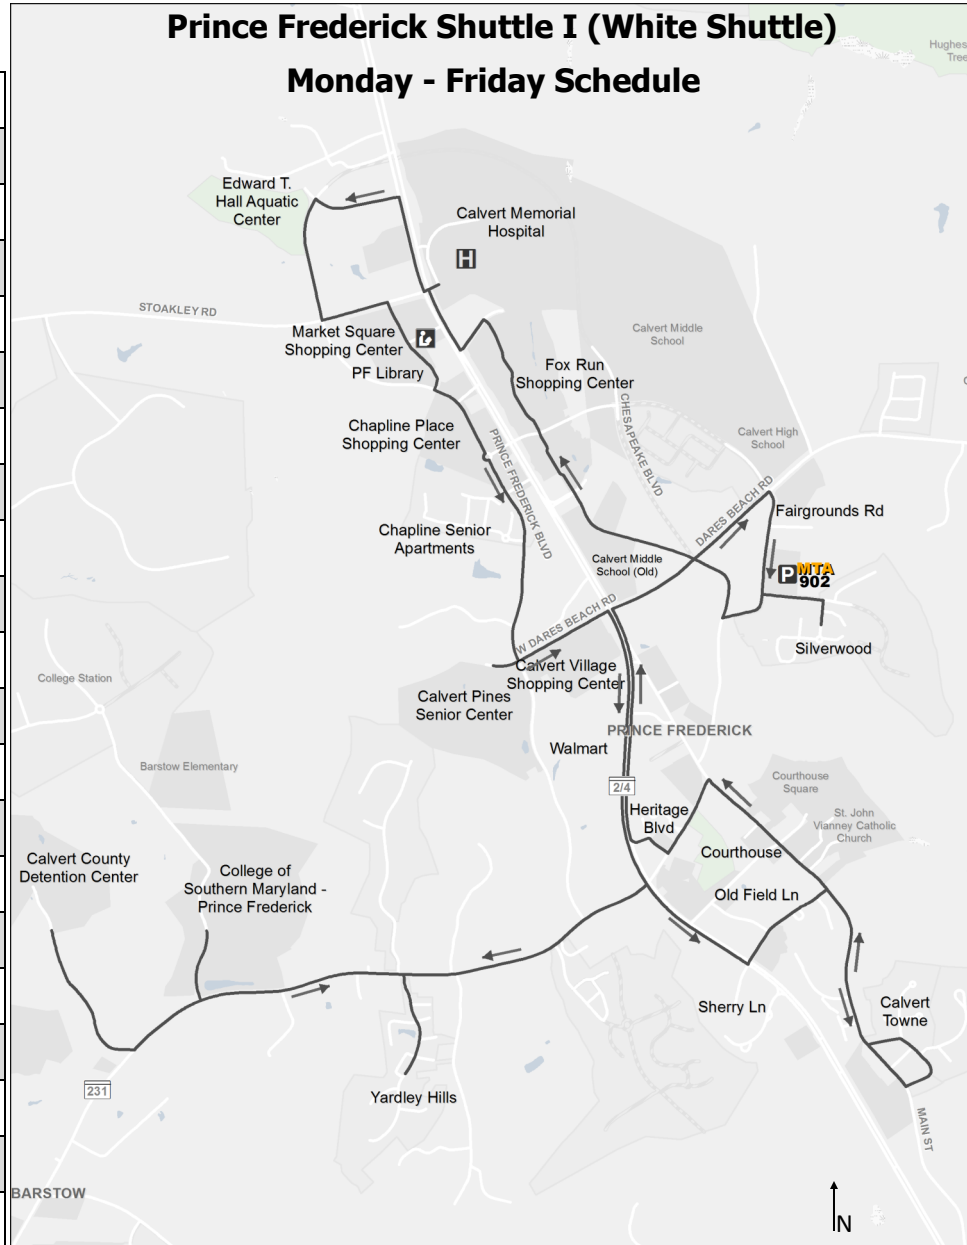 Prince Frederick Shuttle I (White Shuttle)
Monday - Friday Schedule
Hughes
Tree
Edward T.
Hall Aquatic
Center
Calvert Memorial
Hospital
H
STOAKLEY RD
Market Square
Shopping Center
PF Library
Calvert Middle
School
Fox Run
Shopping Center
CHESAPEAKE BLVD
Chapline Place
Shopping Center
PRINCE FREDERICK BLVD
Calvert High
School
DARES BEACH RD
Fairgrounds Rd
Chapline Senior
Apartments
Calvert Middle
School (Old)
P
MTA
902
W DARES BEACH RD
Silverwood
Calvert Village
Shopping Center
College Station
Calvert Pines
Senior Center
PRINCE FREDERICK
Walmart
Barstow Elementary
2/4
Courthouse
Square
Heritage
Blvd
St. John
Vianney Catholic
Church
Calvert County
Detention Center
College of
Southern Maryland -
Prince Frederick
Courthouse
Old Field Ln
Sherry Ln
Calvert
Towne
231
Yardley Hills
MAIN ST
BARSTOW
N